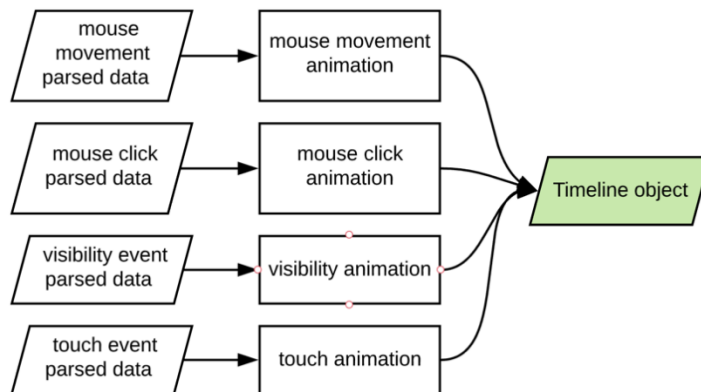 mouse
movement
parsed data
mouse movement
animation
mouse click
parsed data
mouse click
animation
Timeline object
visibility event
parsed data
visibility animation
touch event
parsed data
touch animation